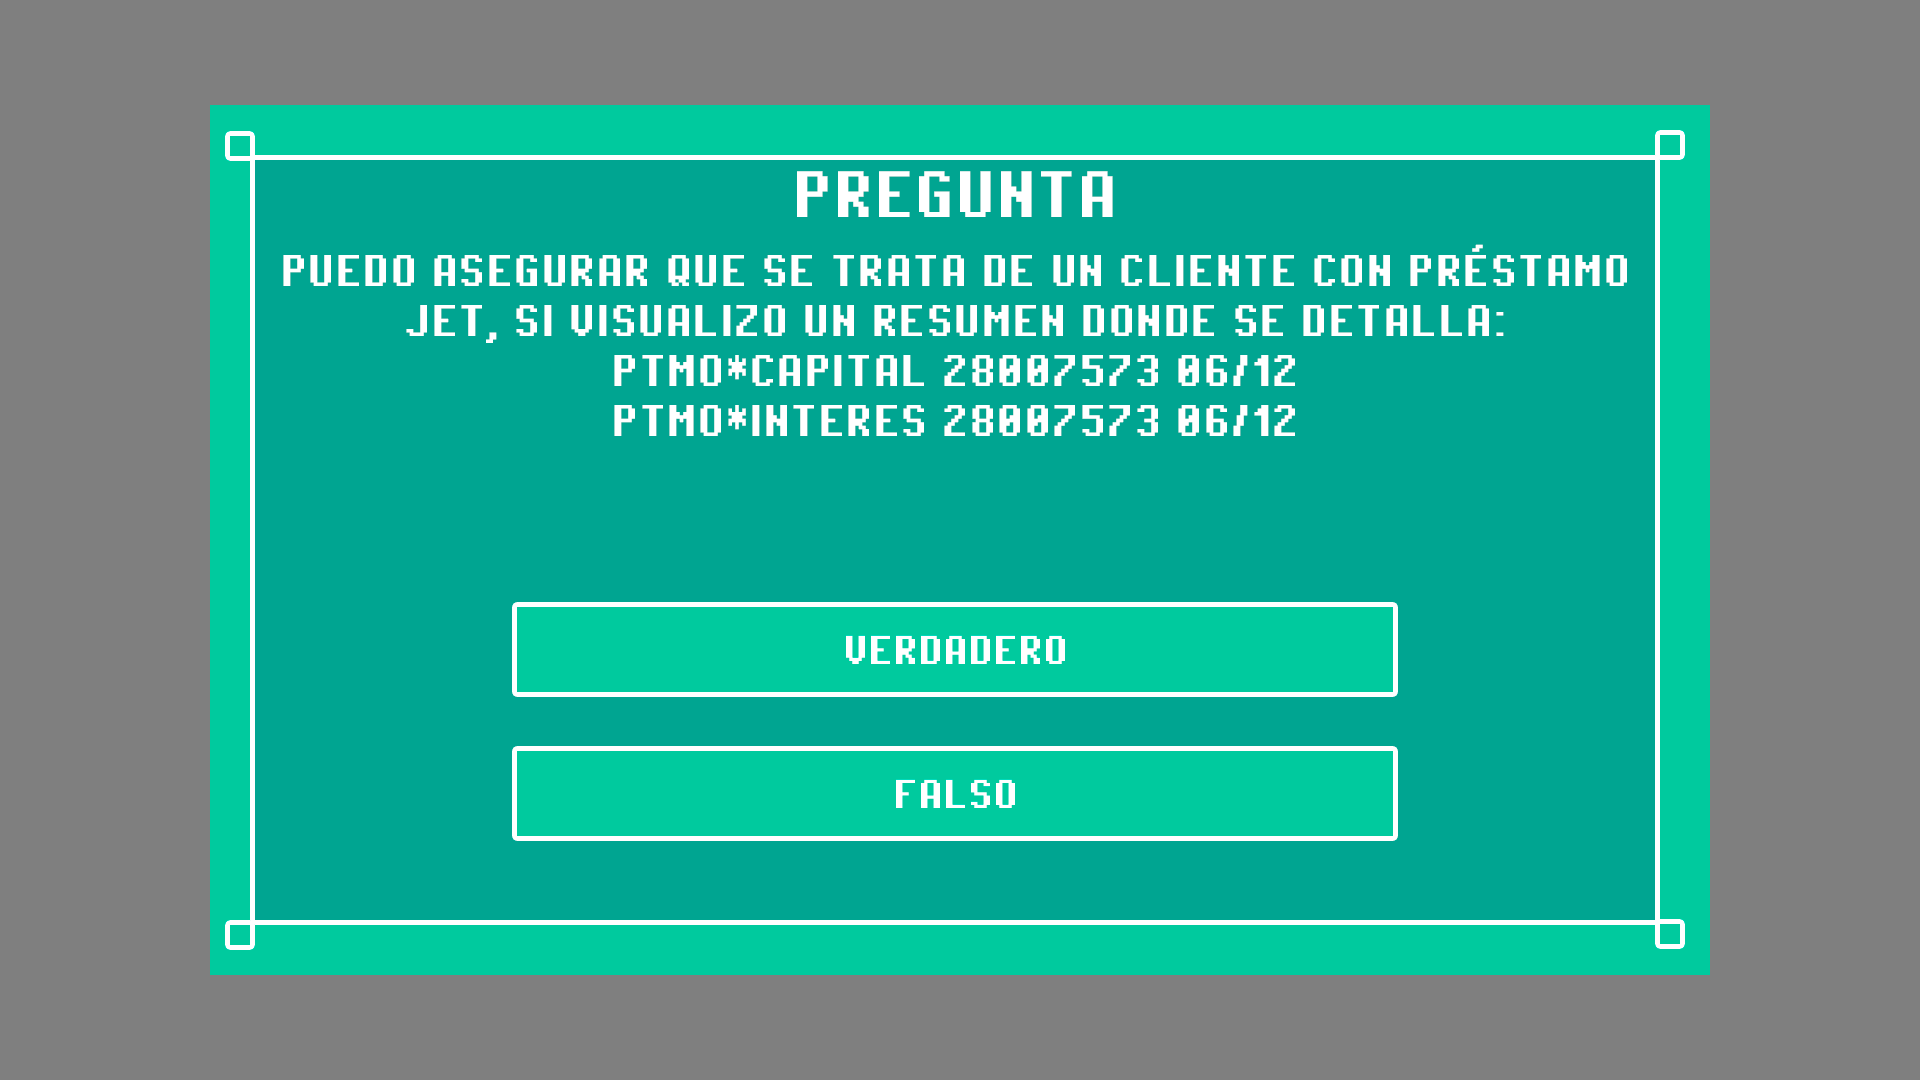 PREGUNTA
PUEDO ASEGURAR QUE SE TRATA DE UN CLIENTE CON PRÉSTAMO
JET, SI VISUALIZO UN RESUMEN DONDE SE DETALLA:
PTMO*CAPITAL 28007573 06/12
PTMO*INTERES 28007573 06/12
VERDADERO
FALSO